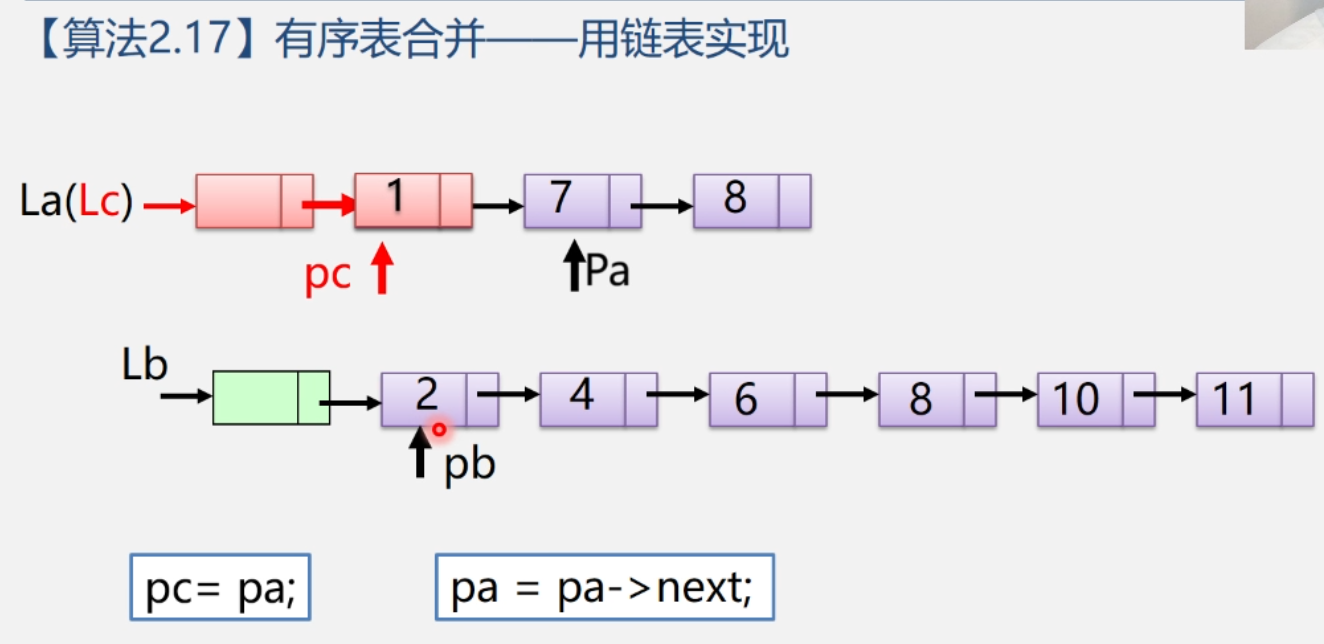 【算法2.17】有序表合并——用链表实现
La(Lc) 1 7 8
pc Pa
Lb
2 4 6 8 10 11
pb
pc= pa; pa = pa->next;